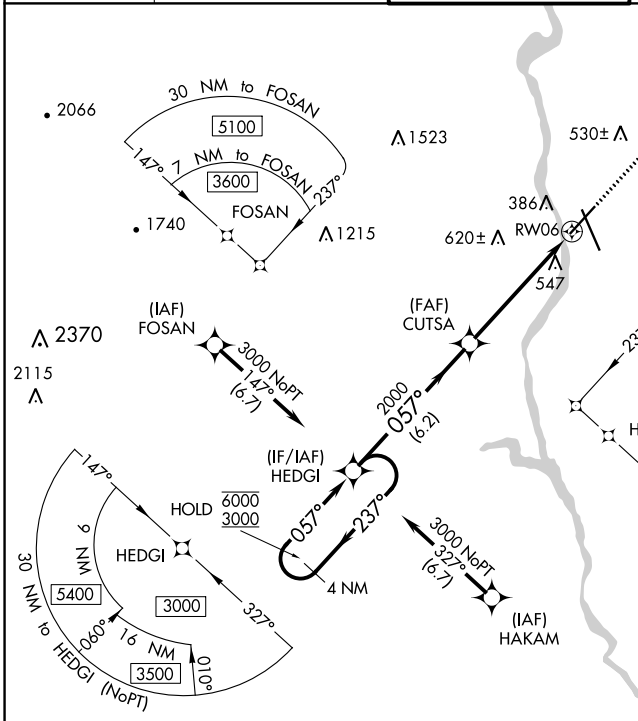 30 NM to FOSAN
5100
7 NM to FOSAN
3600
147°
237°
FOSAN
2066
1740
1523
1215
530±
386
620±
RW06
547
(IAF)
FOSAN
3000 NoPT
147°
(6.7)
2370
2115
(FAF)
CUTSA
2000
057°
(6.2)
(IF/IAF)
HEDGI
HOLD
6000
3000
057°
237°
4 NM
3000 NoPT
327°
(6.7)
(IAF)
HAKAM
147°
9 NM
HEDGI
5400
3000
327°
30 NM to HEDGI (NoPT)
060°
16 NM
3500
010°
23
H